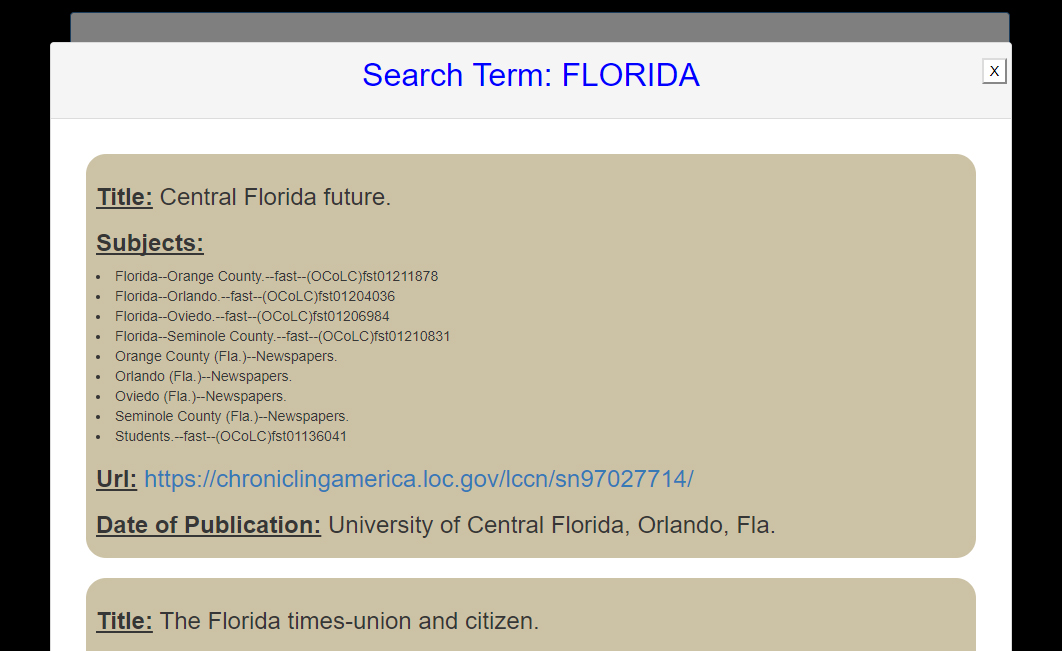 Search Term: FLORIDA
X
Title: Central Florida future.
Subjects:
Florida--Orange County.--fast--(OCoLC)fst01211878
Florida--Orlando.--fast--(OCoLC)fst01204036
Florida--Oviedo.--fast--(OCoLC)fst01206984
Florida--Seminole County.--fast--(OCoLC)fst01210831
Orange County (Fla.)--Newspapers.
Orlando (Fla.)--Newspapers.
Oviedo (Fla.)--Newspapers.
Seminole County (Fla.)--Newspapers.
Students.--fast--(OCoLC)fst01136041
Url: https://chroniclingamerica.loc.gov/lccn/sn97027714/
Date of Publication: University of Central Florida, Orlando, Fla.
Title: The Florida times-union and citizen.